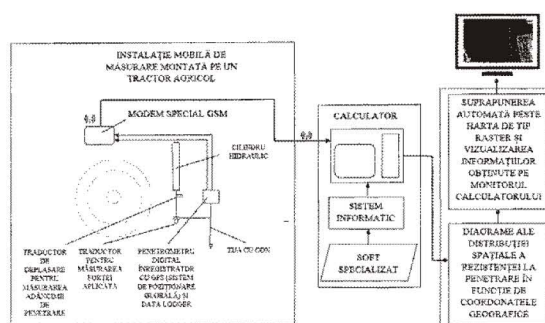 INSTALAȚIE MOBILĂ DE
MĂSURARE MONTATĂ PE UN
TRACTOR AGRICOL
MODEM SPECIAL GSM
CILINDRU
HIDRAULIC
TRADUCTOR
DE
DEPLASARE
PENTRU
MĂSURAREA
ADÂNCIMII
DE
PENETRARE
TRADUCTOR
PENTRU
MĂSURAREA
FORȚEI
APLICATĂ
PENETROMETRU
DIGITAL
ÎNREGISTRATOR
CU GPS (SISTEM
DE POZIȚIONARE
GLOBALĂ) ȘI
DATA LOGGER
TIJA CU CON
CALCULATOR
SISTEM
INFORMATIC
SOFT
SPECIALIZAT
SUPRAPUNEREA
AUTOMATĂ PESTE
HARTA DE TIP
RASTER ȘI
VIZUALIZAREA
INFORMAȚIILOR
OBȚINUTE PE
MONITORUL
CALCULATORULUI
DIAGRAME ALE
DISTRIBUȚIEI
SPAȚIALE A
REZISTENȚEI LA
PENETRARE ÎN
FUNCȚIE DE
COORDONATELE
GEOGRAFICE